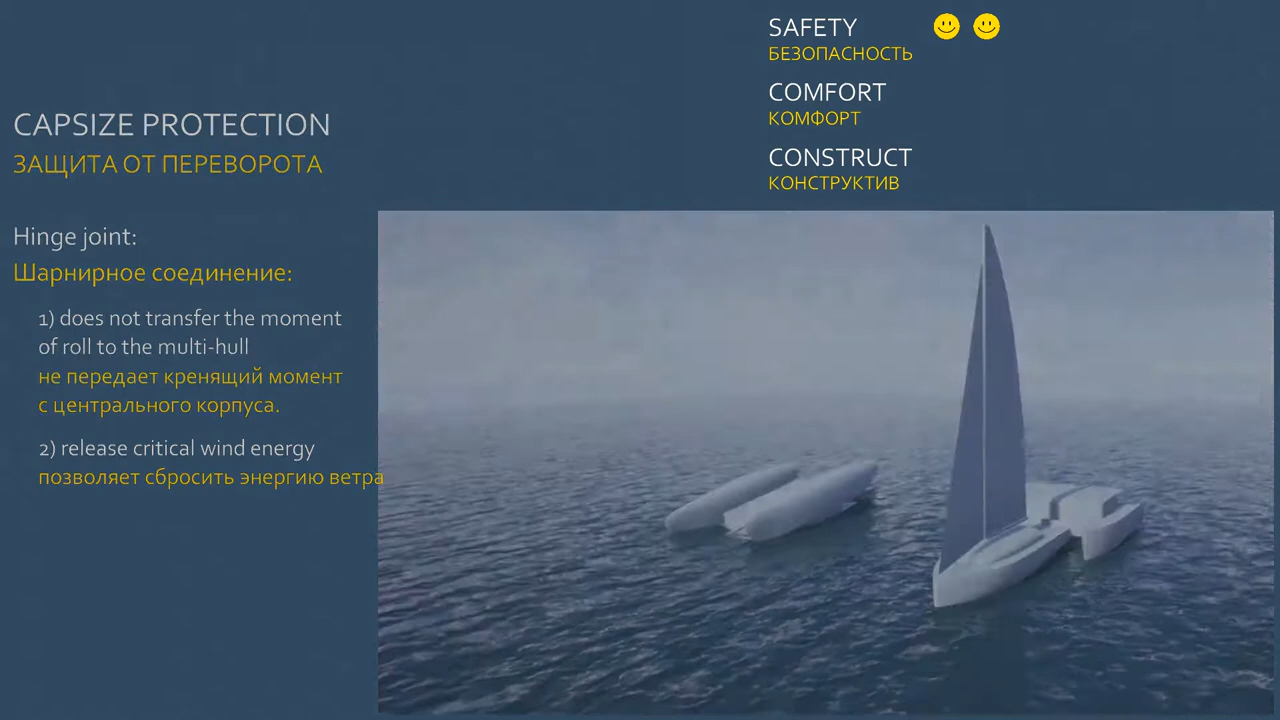 SAFETY
БЕЗОПАСНОСТЬ
COMFORT
КОМФОРТ
CONSTRUCT
КОНСТРУКТИВ
CAPSIZE PROTECTION
ЗАЩИТА ОТ ПЕРЕВОРОТА
Hinge joint:
Шарнирное соединение:
1) does not transfer the moment
of roll to the multi-hull
не передает кренящий момент
с центрального корпуса.
2) release critical wind energy
позволяет сбросить энергию ветра